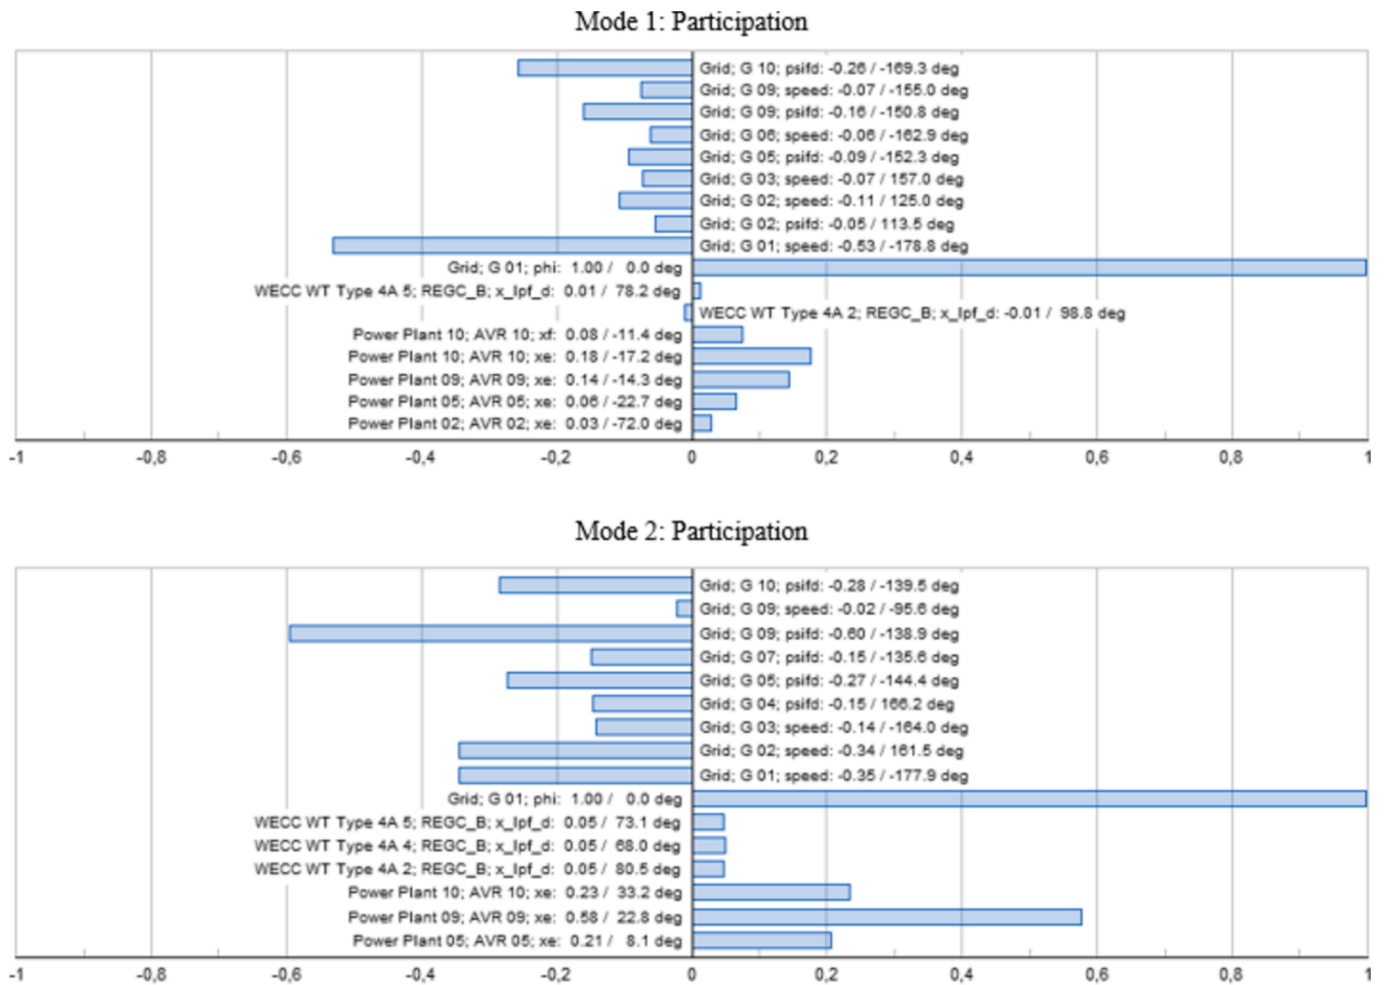 Mode 1: Participation
Grid; G 10; psifd: -0.26 / -169.3 deg
Grid; G 09; speed: -0.07 / -155.0 deg
Grid; G 09; psifd: -0.16 / -150.8 deg
Grid; G 06; speed: -0.06 / -162.9 deg
Grid; G 05; psifd: -0.09 / -152.3 deg
Grid; G 03; speed: -0.07 / 157.0 deg
Grid; G 02; speed: -0.11 / 125.0 deg
Grid; G 02; psifd: -0.05 / 113.5 deg
Grid; G 01; speed: -0.53 / -178.8 deg
Grid; G 01; phi: 1.00 / 0.0 deg
WECC WT Type 4A 5; REGC_B; x_lpf_d: 0.01 / 78.2 deg
WECC WT Type 4A 2; REGC_B; x_lpf_d: -0.01 / 98.8 deg
Power Plant 10; AVR 10; xf: 0.08 / -11.4 deg
Power Plant 10; AVR 10; xe: 0.18 / -17.2 deg
Power Plant 09; AVR 09; xe: 0.14 / -14.3 deg
Power Plant 05; AVR 05; xe: 0.06 / -22.7 deg
Power Plant 02; AVR 02; xe: 0.03 / -72.0 deg
-1 -0,8 -0,6 -0,4 -0,2 0 0,2 0,4 0,6 0,8 1
Mode 2: Participation
Grid; G 10; psifd: -0.28 / -139.5 deg
Grid; G 09; speed: -0.02 / -95.6 deg
Grid; G 09; psifd: -0.60 / -138.9 deg
Grid; G 07; psifd: -0.15 / -135.6 deg
Grid; G 05; psifd: -0.27 / -144.4 deg
Grid; G 04; psifd: -0.15 / 166.2 deg
Grid; G 03; speed: -0.14 / -164.0 deg
Grid; G 02; speed: -0.34 / 161.5 deg
Grid; G 01; speed: -0.35 / -177.9 deg
Grid; G 01; phi: 1.00 / 0.0 deg
WECC WT Type 4A 5; REGC_B; x_lpf_d: 0.05 / 73.1 deg
WECC WT Type 4A 4; REGC_B; x_lpf_d: 0.05 / 68.0 deg
WECC WT Type 4A 2; REGC_B; x_lpf_d: 0.05 / 80.5 deg
Power Plant 10; AVR 10; xe: 0.23 / 33.2 deg
Power Plant 09; AVR 09; xe: 0.58 / 22.8 deg
Power Plant 05; AVR 05; xe: 0.21 / 8.1 deg
-1 -0,8 -0,6 -0,4 -0,2 0 0,2 0,4 0,6 0,8 1